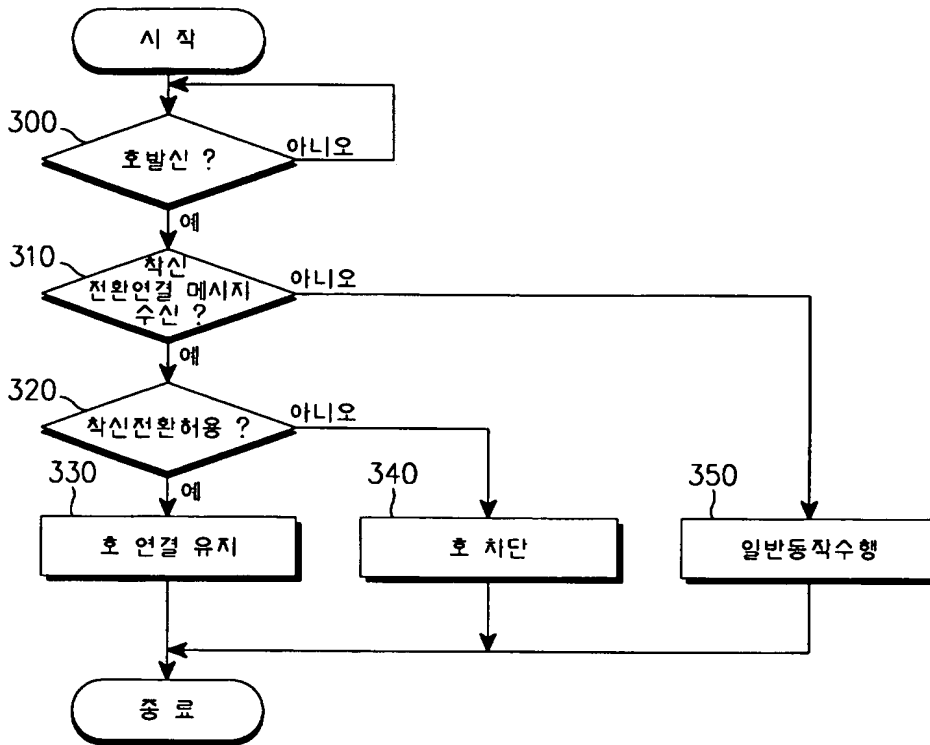 시 작
300
호발신 ?
아니오
예
310
착신
전환연결 메시지
수신 ?
아니오
예
320
착신전환허용 ?
아니오
예
330
호 연결 유지
340
호 차단
350
일반동작수행
종 료